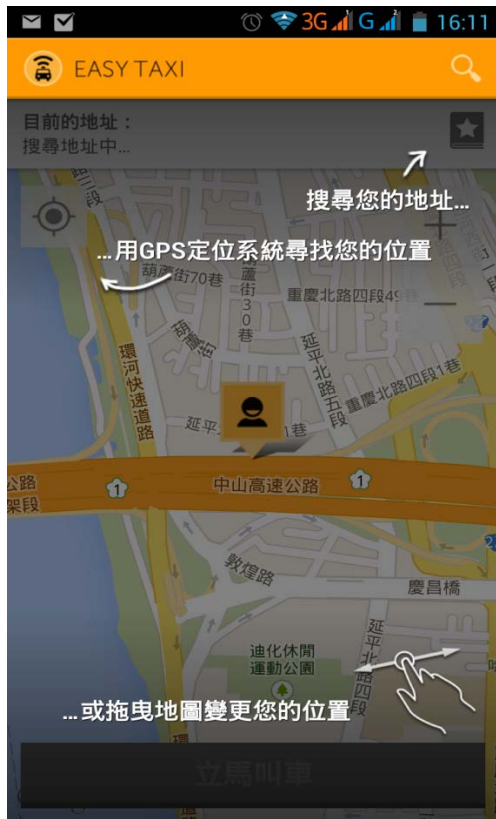 3G G 16:11
EASY TAXI
目前的地址：
搜尋地址中...
搜尋您的地址...
...用GPS定位系統尋找您的位置
葫蘆街70巷
葫蘆街30巷
重慶北路四段49
葫蘆街
環河快速道路
延平北路五段
重慶北路四段1巷
延平
1巷
公路
架段
1
中山高速公路
1
敦煌路
慶昌橋
迪化休閒
運動公園
延平北路四段
...或拖曳地圖變更您的位置
環
立馬叫車